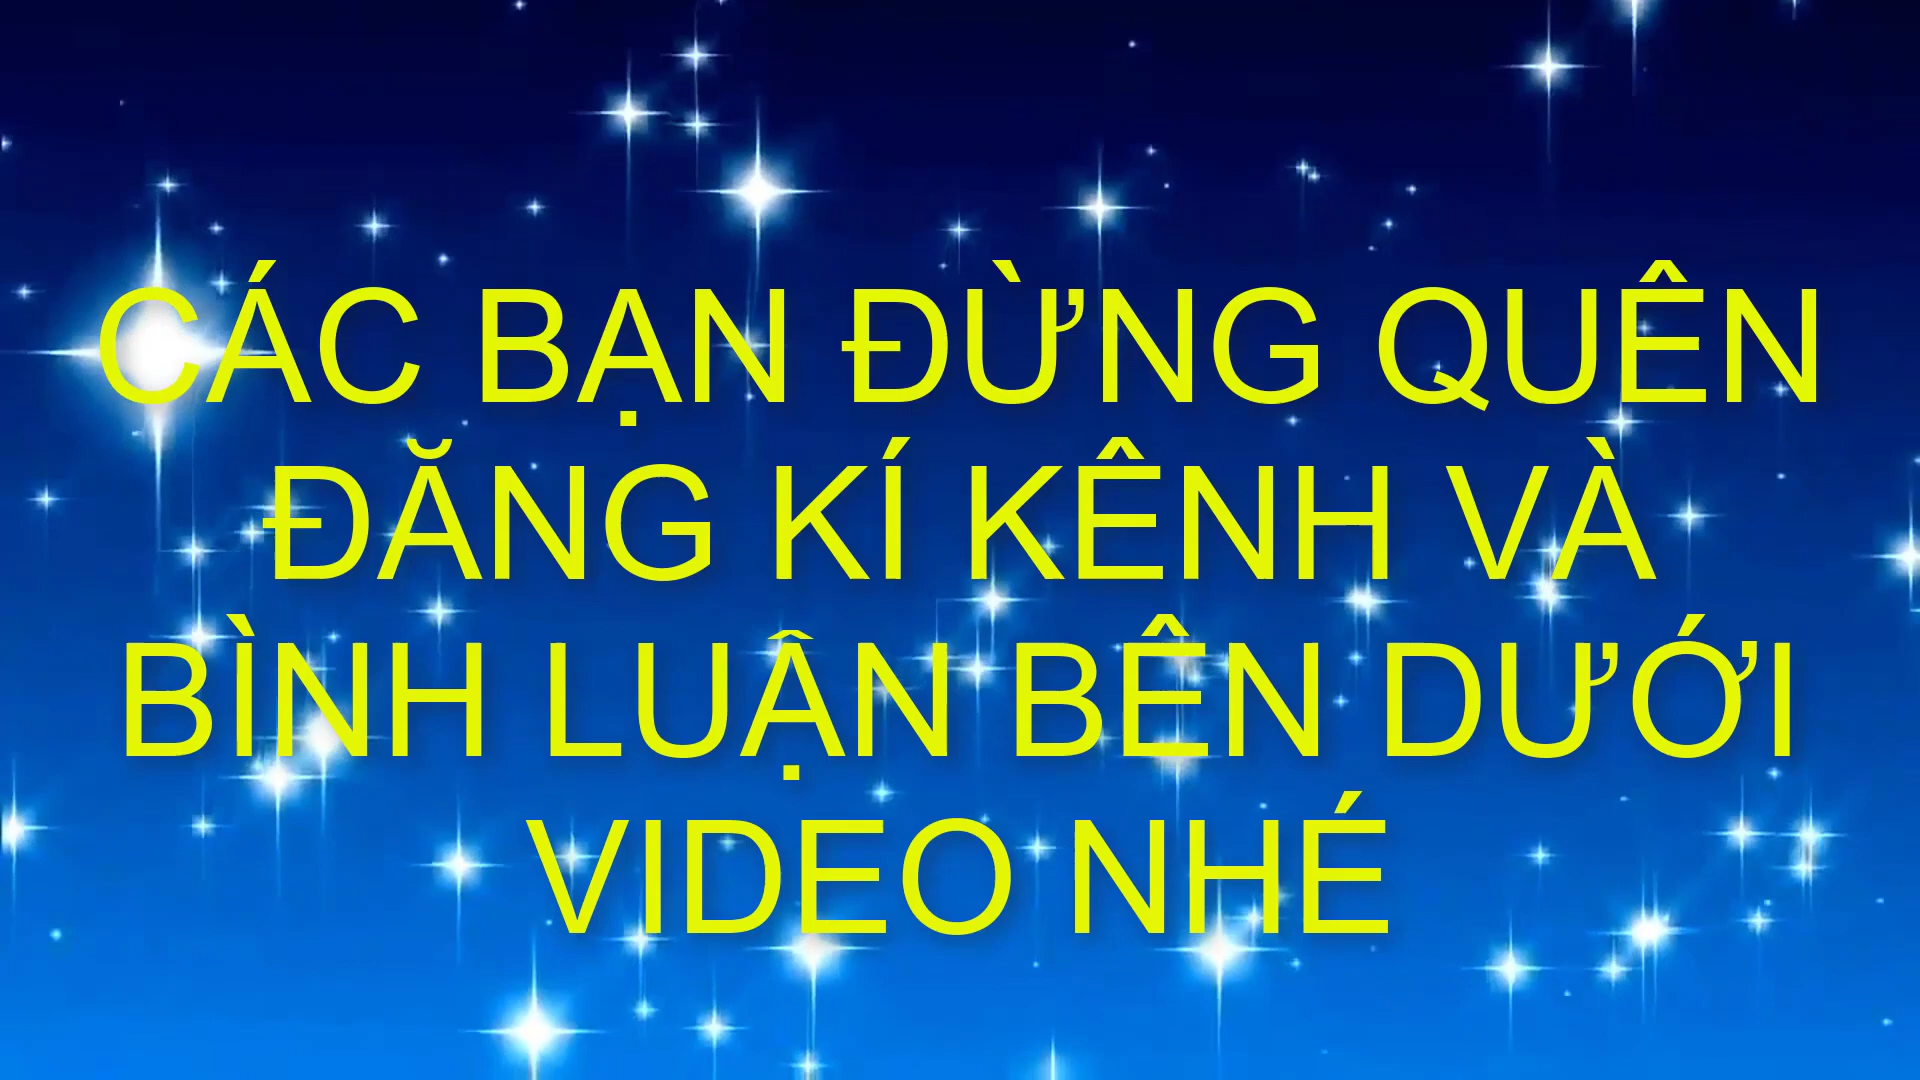 CÁC BẠN ĐỪNG QUÊN
ĐĂNG KÍ KÊNH VÀ
BÌNH LUẬN BÊN DƯỚI
VIDEO NHÉ